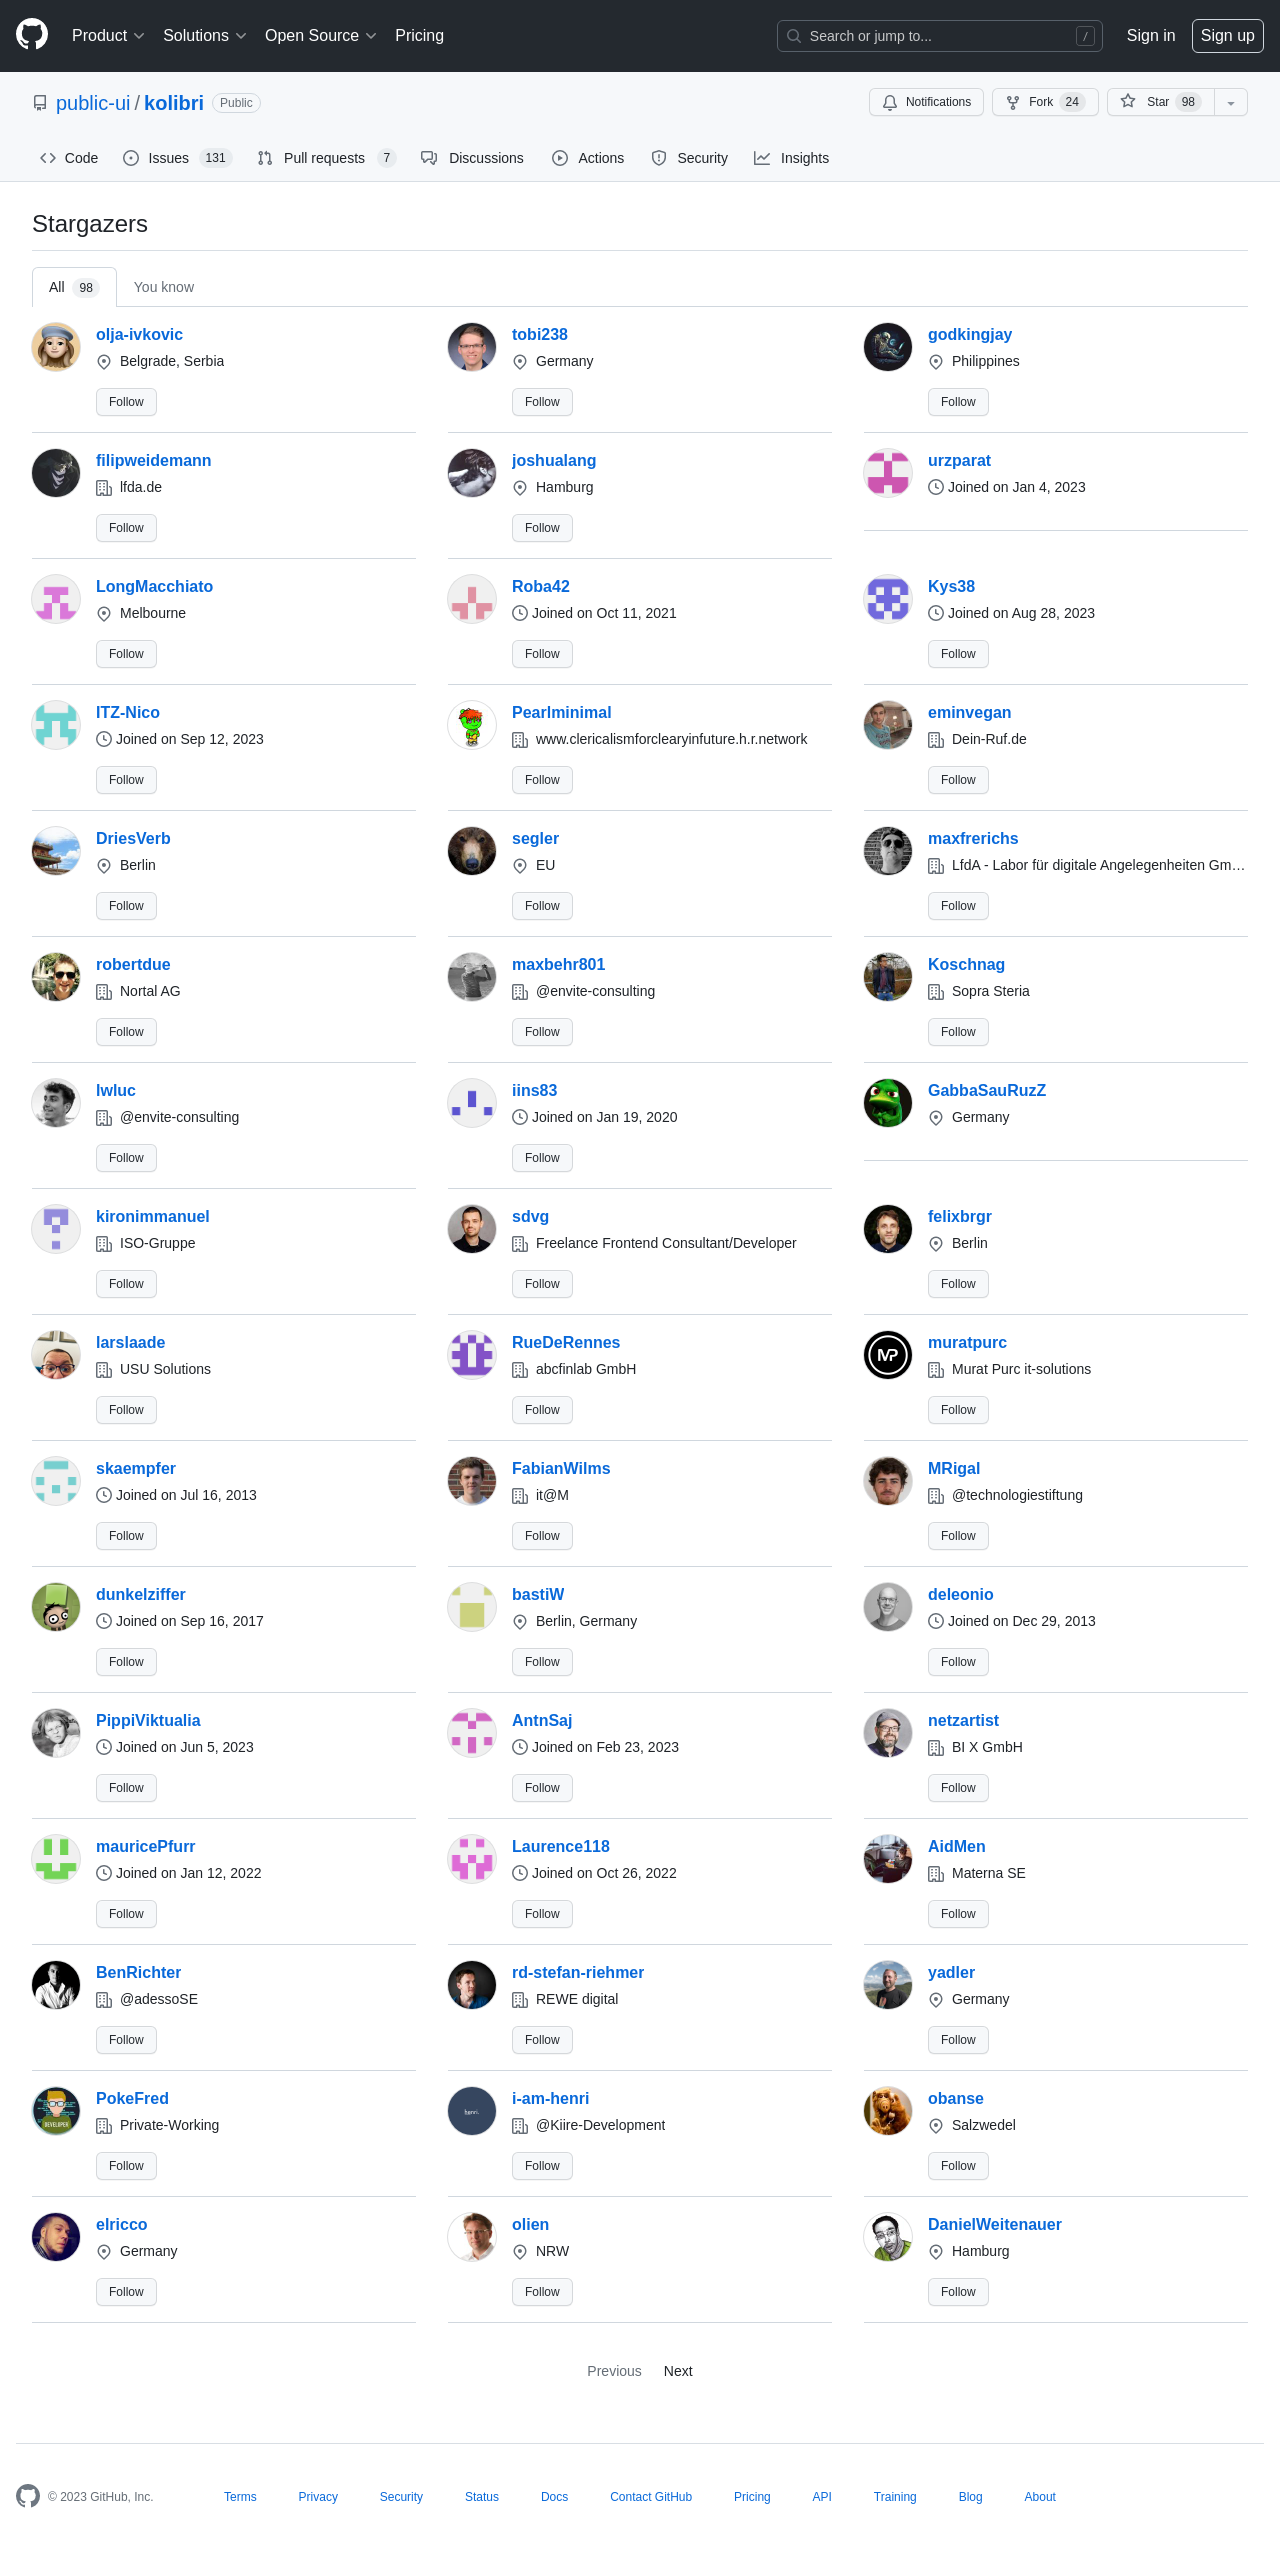 Product Solutions Open Source Pricing Search or jump to... / Sign in Sign up
public-ui / kolibri Public Notifications Fork 24 Star 98
Code Issues 131 Pull requests 7 Discussions Actions Security Insights
Stargazers
All 98 You know
olja-ivkovic tobi238 godkingjay
Belgrade, Serbia Germany Philippines
Follow Follow Follow
filipweidemann joshualang urzparat
lfda.de Hamburg Joined on Jan 4, 2023
Follow Follow
LongMacchiato Roba42 Kys38
Melbourne Joined on Oct 11, 2021 Joined on Aug 28, 2023
Follow Follow Follow
ITZ-Nico Pearlminimal eminvegan
Joined on Sep 12, 2023 www.clericalismforclearyinfuture.h.r.network Dein-Ruf.de
Follow Follow Follow
DriesVerb segler maxfrerichs
Berlin EU LfdA - Labor für digitale Angelegenheiten Gm…
Follow Follow Follow
robertdue maxbehr801 Koschnag
Nortal AG @envite-consulting Sopra Steria
Follow Follow Follow
lwluc iins83 GabbaSauRuzZ
@envite-consulting Joined on Jan 19, 2020 Germany
Follow Follow
kironimmanuel sdvg felixbrgr
ISO-Gruppe Freelance Frontend Consultant/Developer Berlin
Follow Follow Follow
larslaade RueDeRennes muratpurc
USU Solutions abcfinlab GmbH Murat Purc it-solutions
Follow Follow Follow
skaempfer FabianWilms MRigal
Joined on Jul 16, 2013 it@M @technologiestiftung
Follow Follow Follow
dunkelziffer bastiW deleonio
Joined on Sep 16, 2017 Berlin, Germany Joined on Dec 29, 2013
Follow Follow Follow
PippiViktualia AntnSaj netzartist
Joined on Jun 5, 2023 Joined on Feb 23, 2023 BI X GmbH
Follow Follow Follow
mauricePfurr Laurence118 AidMen
Joined on Jan 12, 2022 Joined on Oct 26, 2022 Materna SE
Follow Follow Follow
BenRichter rd-stefan-riehmer yadler
@adessoSE REWE digital Germany
Follow Follow Follow
PokeFred i-am-henri obanse
DEVELOPER Private-Working henri. @Kiire-Development Salzwedel
Follow Follow Follow
elricco olien DanielWeitenauer
Germany NRW Hamburg
Follow Follow Follow
Previous Next
© 2023 GitHub, Inc. Terms Privacy Security Status Docs Contact GitHub Pricing API Training Blog About